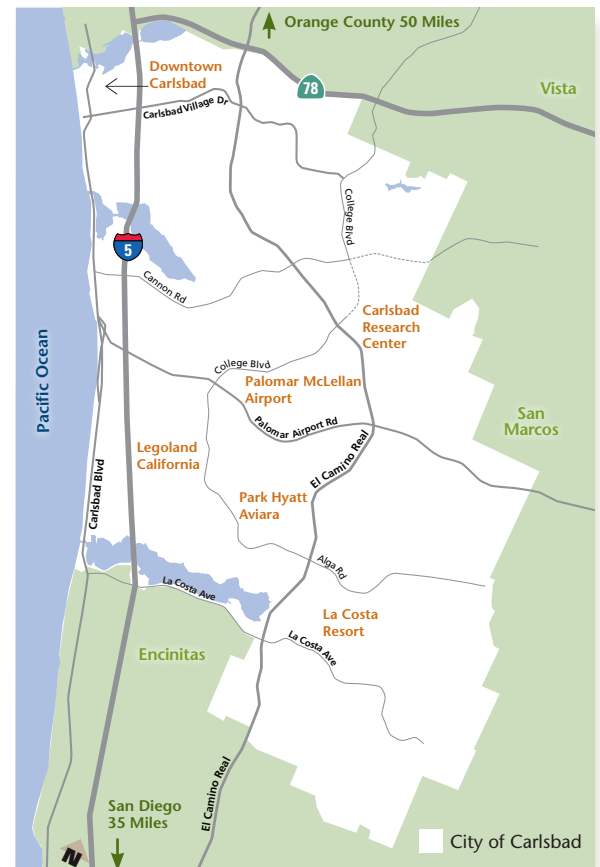 Orange County 50 Miles
Downtown
Carlsbad
78
Vista
Carlsbad Village Dr
College Blvd
5
Cannon Rd
Carlsbad
Research
Center
Pacific Ocean
College Blvd
Palomar McLellan
Airport
San
Marcos
Palomar Airport Rd
Legoland
California
El Camino Real
Carlsbad Blvd
Park Hyatt
Aviara
Alga Rd
La Costa Ave
La Costa
Resort
La Costa Ave
Encinitas
El Camino Real
San Diego
35 Miles
N
City of Carlsbad